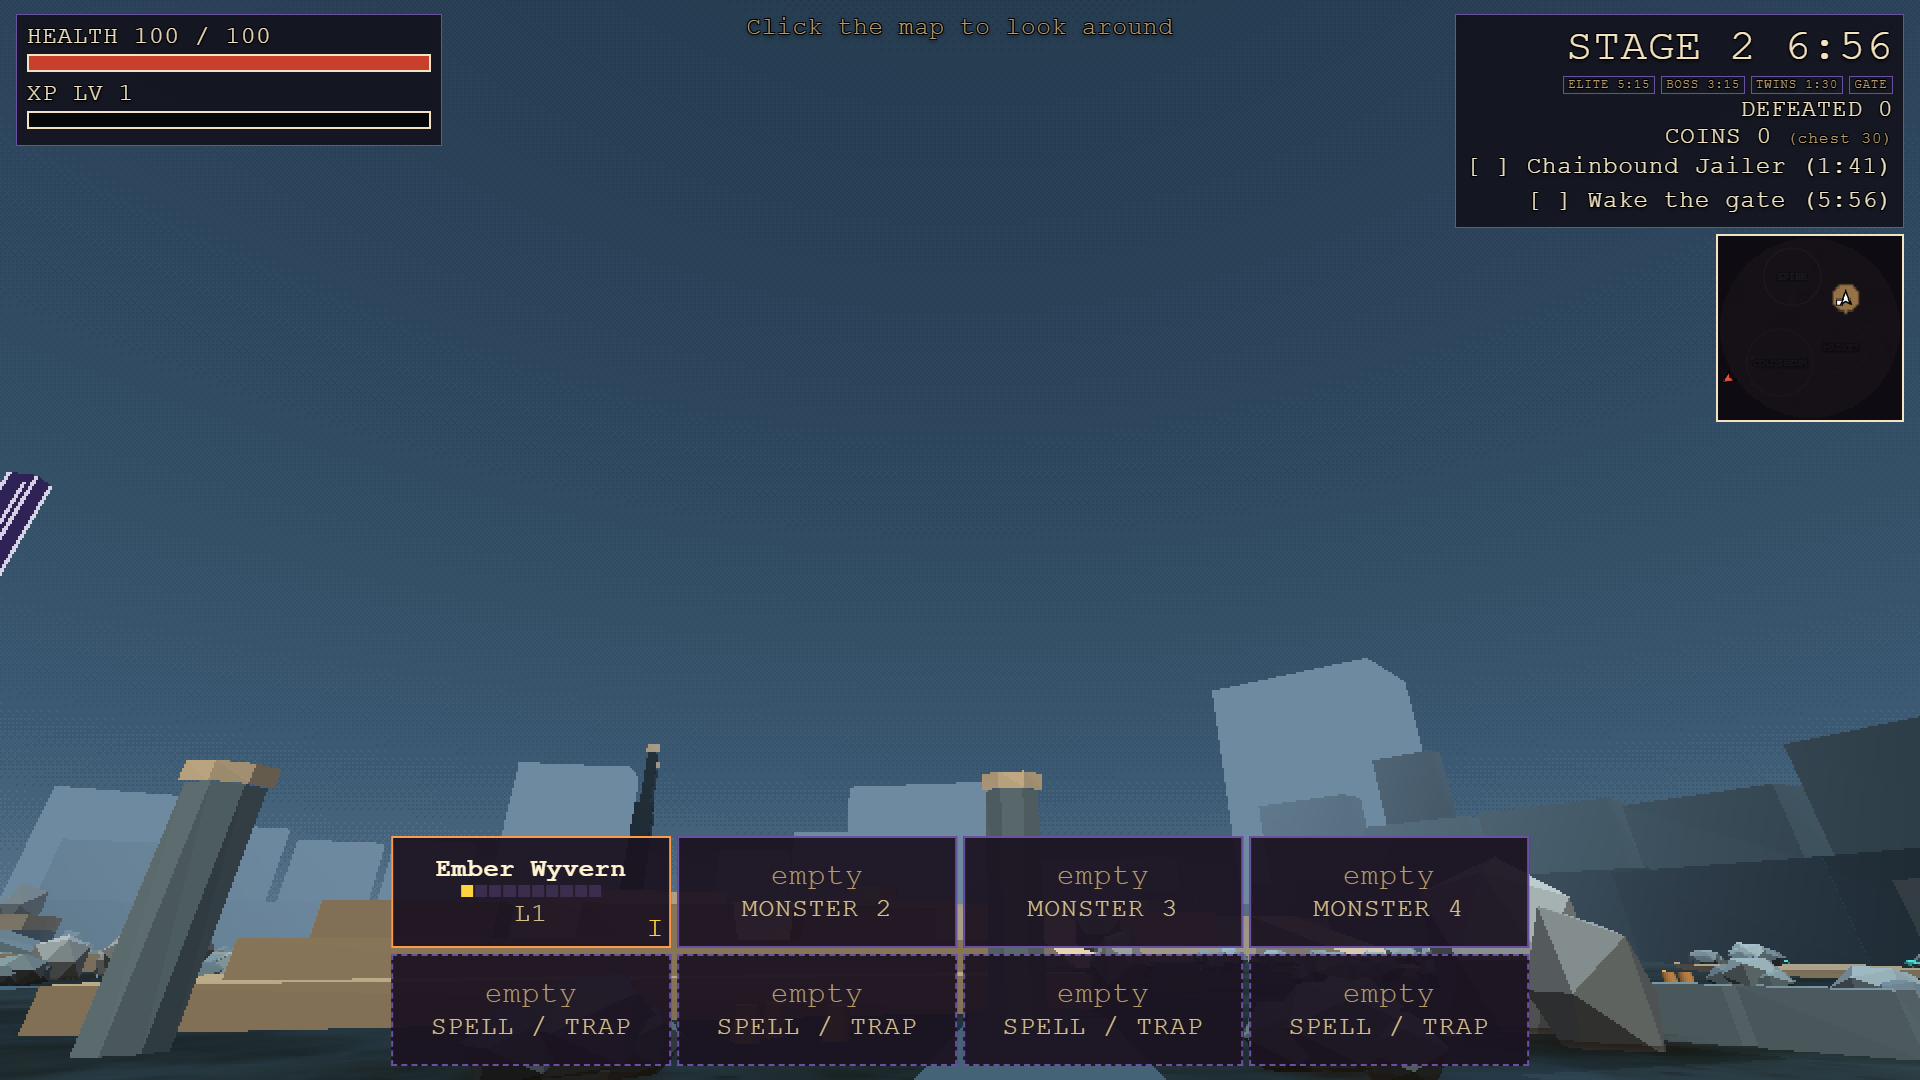 HEALTH 100 / 100
XP LV 1
Click the map to look around
STAGE 2 6:56
ELITE 5:15 BOSS 3:15 TWINS 1:30 GATE
DEFEATED 0
COINS 0 (chest 30)
[ ] Chainbound Jailer (1:41)
[ ] Wake the gate (5:56)
Ember Wyvern
L1
I
empty
MONSTER 2
empty
MONSTER 3
empty
MONSTER 4
empty
SPELL / TRAP
empty
SPELL / TRAP
empty
SPELL / TRAP
empty
SPELL / TRAP